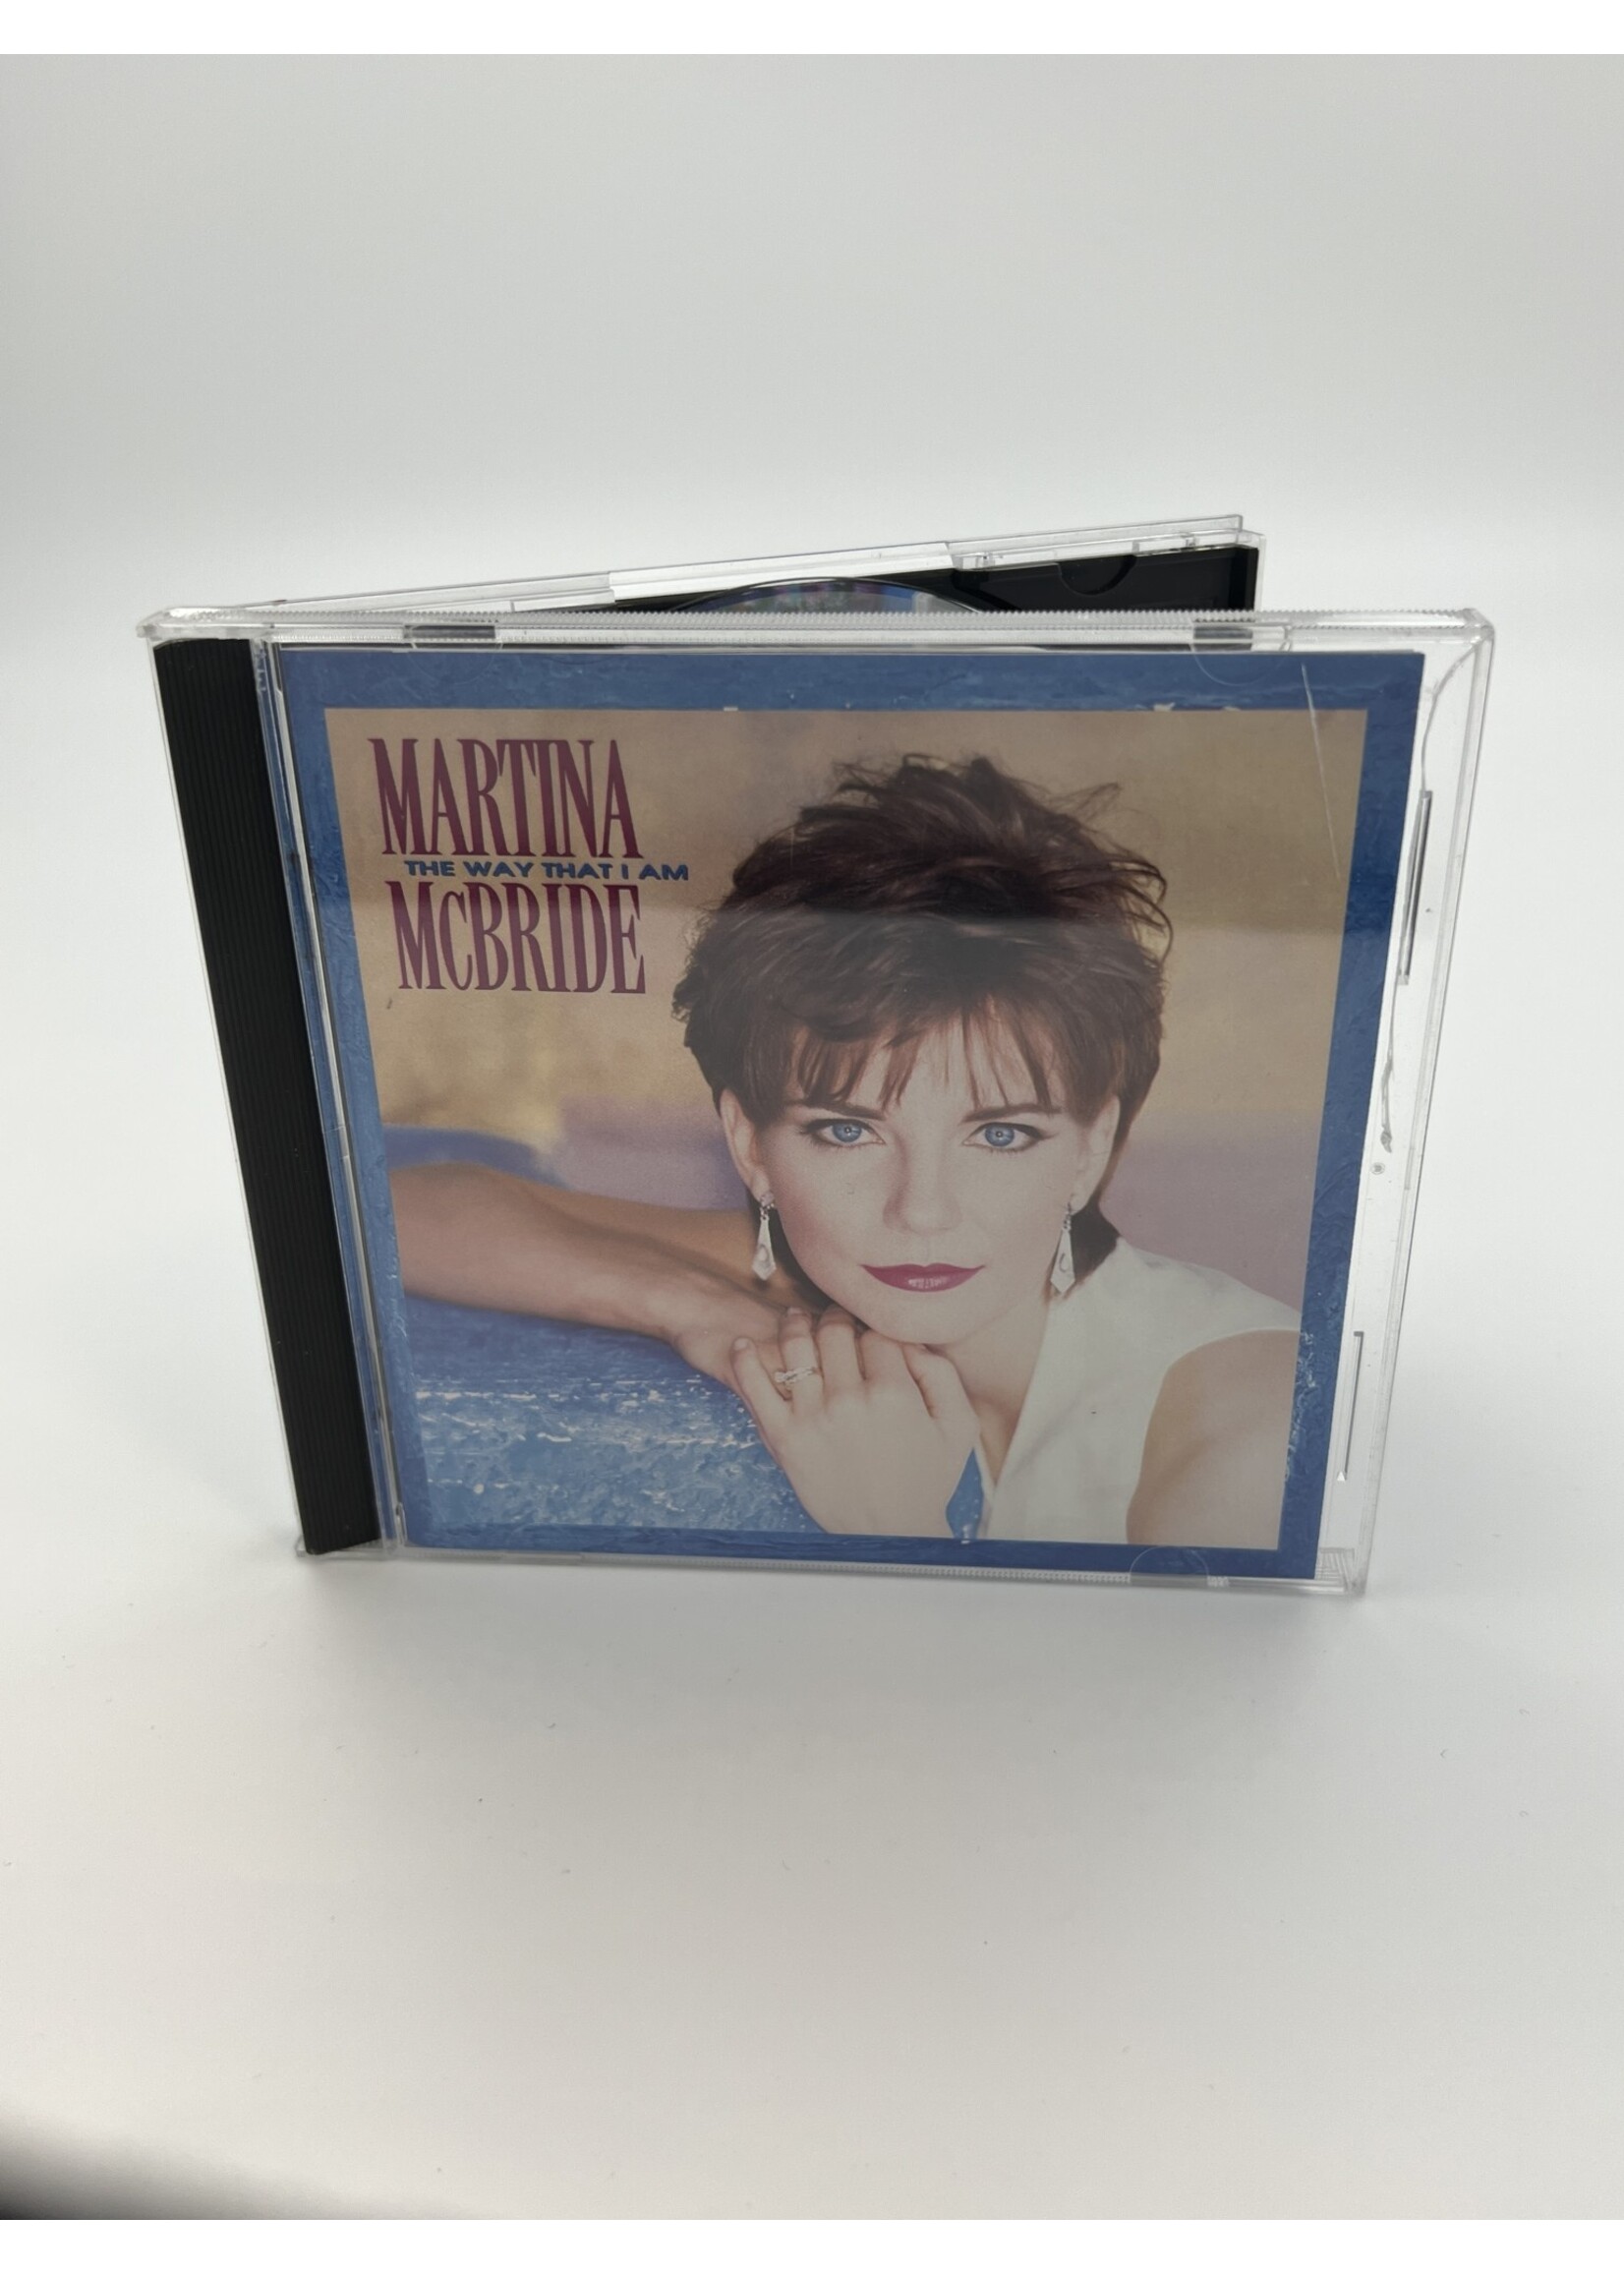 MARTINA
THE WAY THAT I AM
McBRIDE